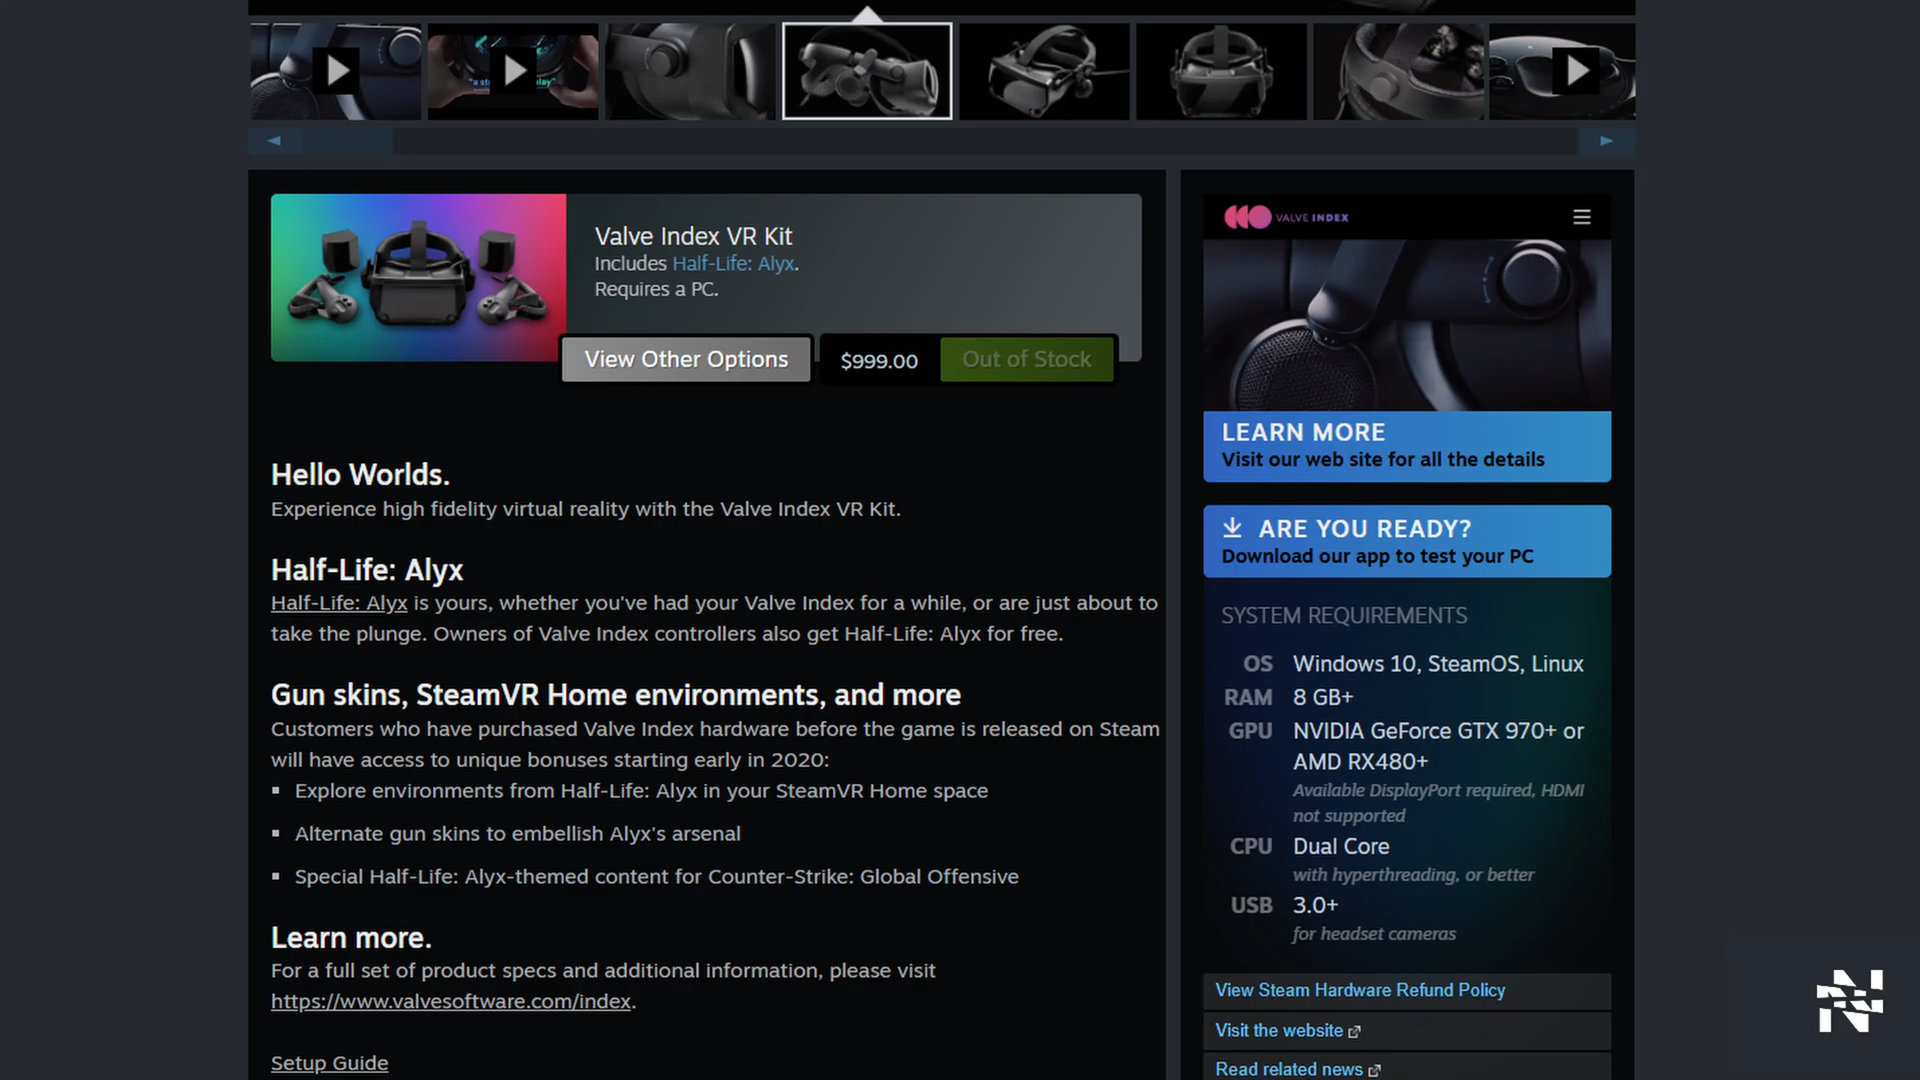 Valve Index VR Kit
Includes Half-Life: Alyx.
Requires a PC.
View Other Options
$999.00
Out of Stock
Hello Worlds.
Experience high fidelity virtual reality with the Valve Index VR Kit.
Half-Life: Alyx
Half-Life: Alyx is yours, whether you've had your Valve Index for a while, or are just about to
take the plunge. Owners of Valve Index controllers also get Half-Life: Alyx for free.
Gun skins, SteamVR Home environments, and more
Customers who have purchased Valve Index hardware before the game is released on Steam
will have access to unique bonuses starting early in 2020:
Explore environments from Half-Life: Alyx in your SteamVR Home space
Alternate gun skins to embellish Alyx's arsenal
Special Half-Life: Alyx-themed content for Counter-Strike: Global Offensive
Learn more.
For a full set of product specs and additional information, please visit
https://www.valvesoftware.com/index.
Setup Guide
VALVE INDEX
LEARN MORE
Visit our web site for all the details
ARE YOU READY?
Download our app to test your PC
SYSTEM REQUIREMENTS
OS Windows 10, SteamOS, Linux
RAM 8 GB+
GPU NVIDIA GeForce GTX 970+ or
AMD RX480+
Available DisplayPort required, HDMI
not supported
CPU Dual Core
with hyperthreading, or better
USB 3.0+
for headset cameras
View Steam Hardware Refund Policy
Visit the website
Read related news